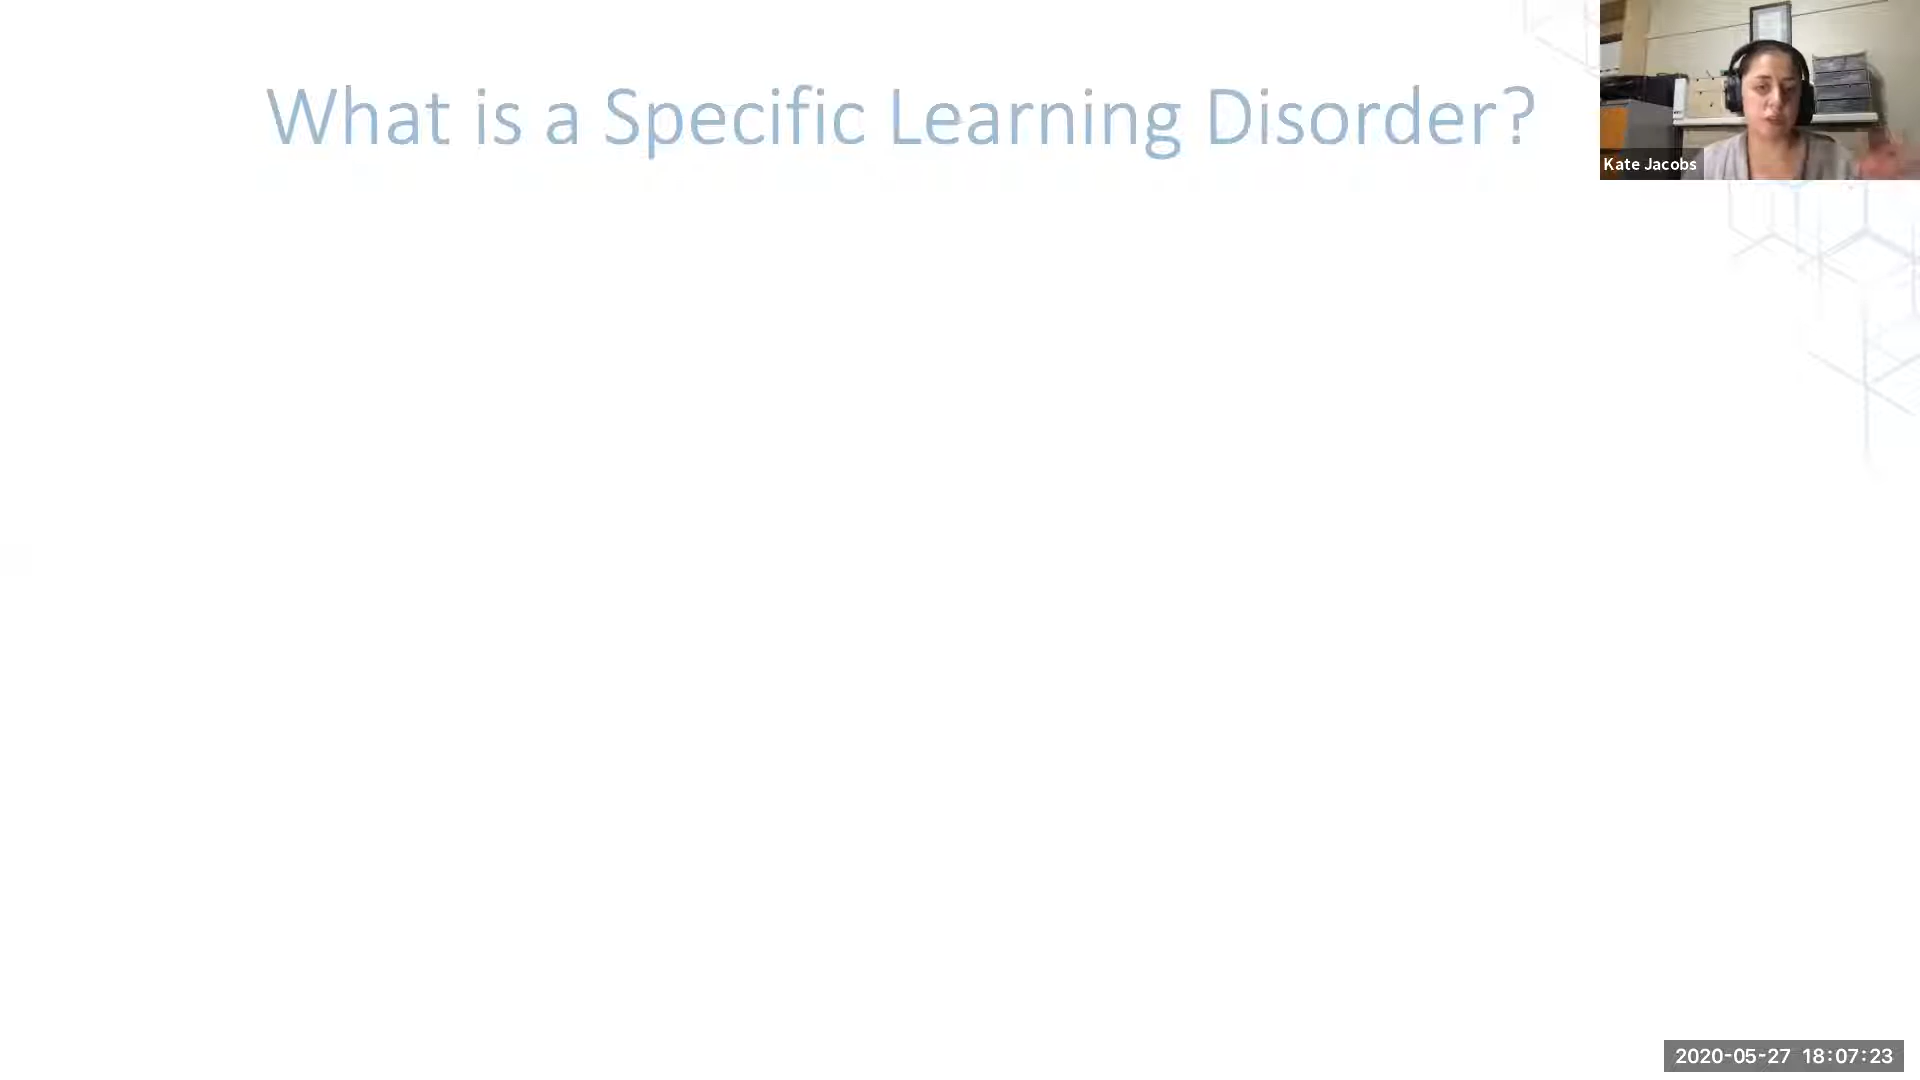 What is a Specific Learning Disorder?
Kate Jacobs
2020-05-27 18:07:23